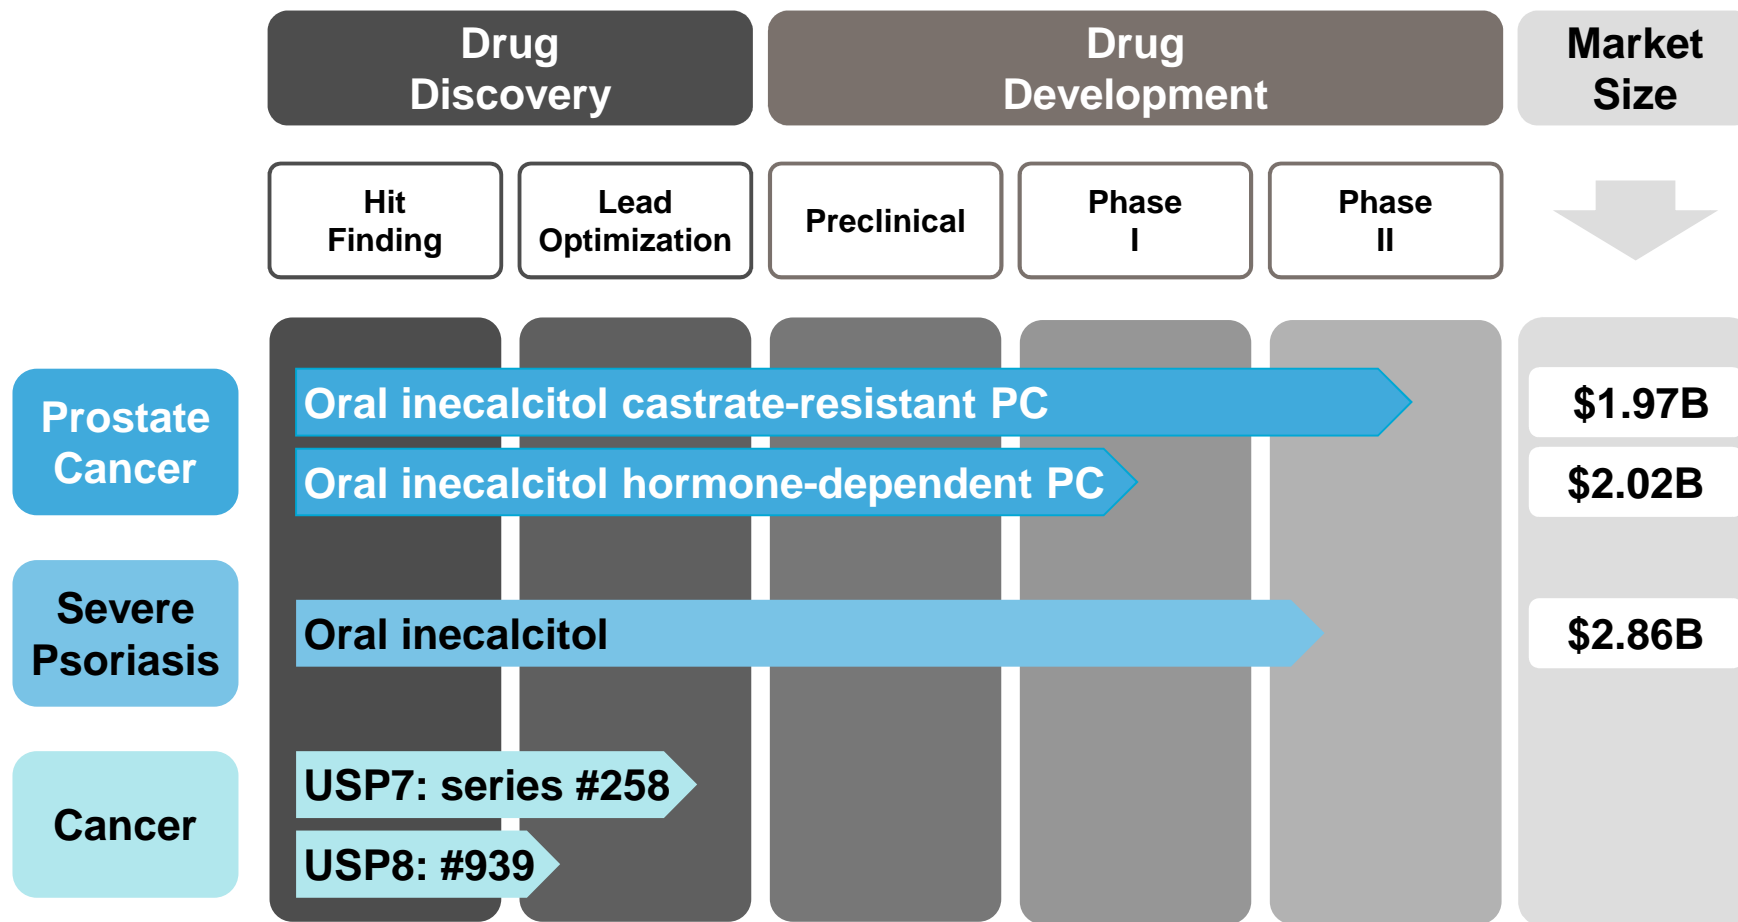 Drug
Discovery
Drug
Development
Market
Size
Hit
Finding
Lead
Optimization
Preclinical
Phase
I
Phase
II
Prostate
Cancer
Oral inecalcitol castrate-resistant PC
$1.97B
Oral inecalcitol hormone-dependent PC
$2.02B
Severe
Psoriasis
Oral inecalcitol
$2.86B
Cancer
USP7: series #258
USP8: #939